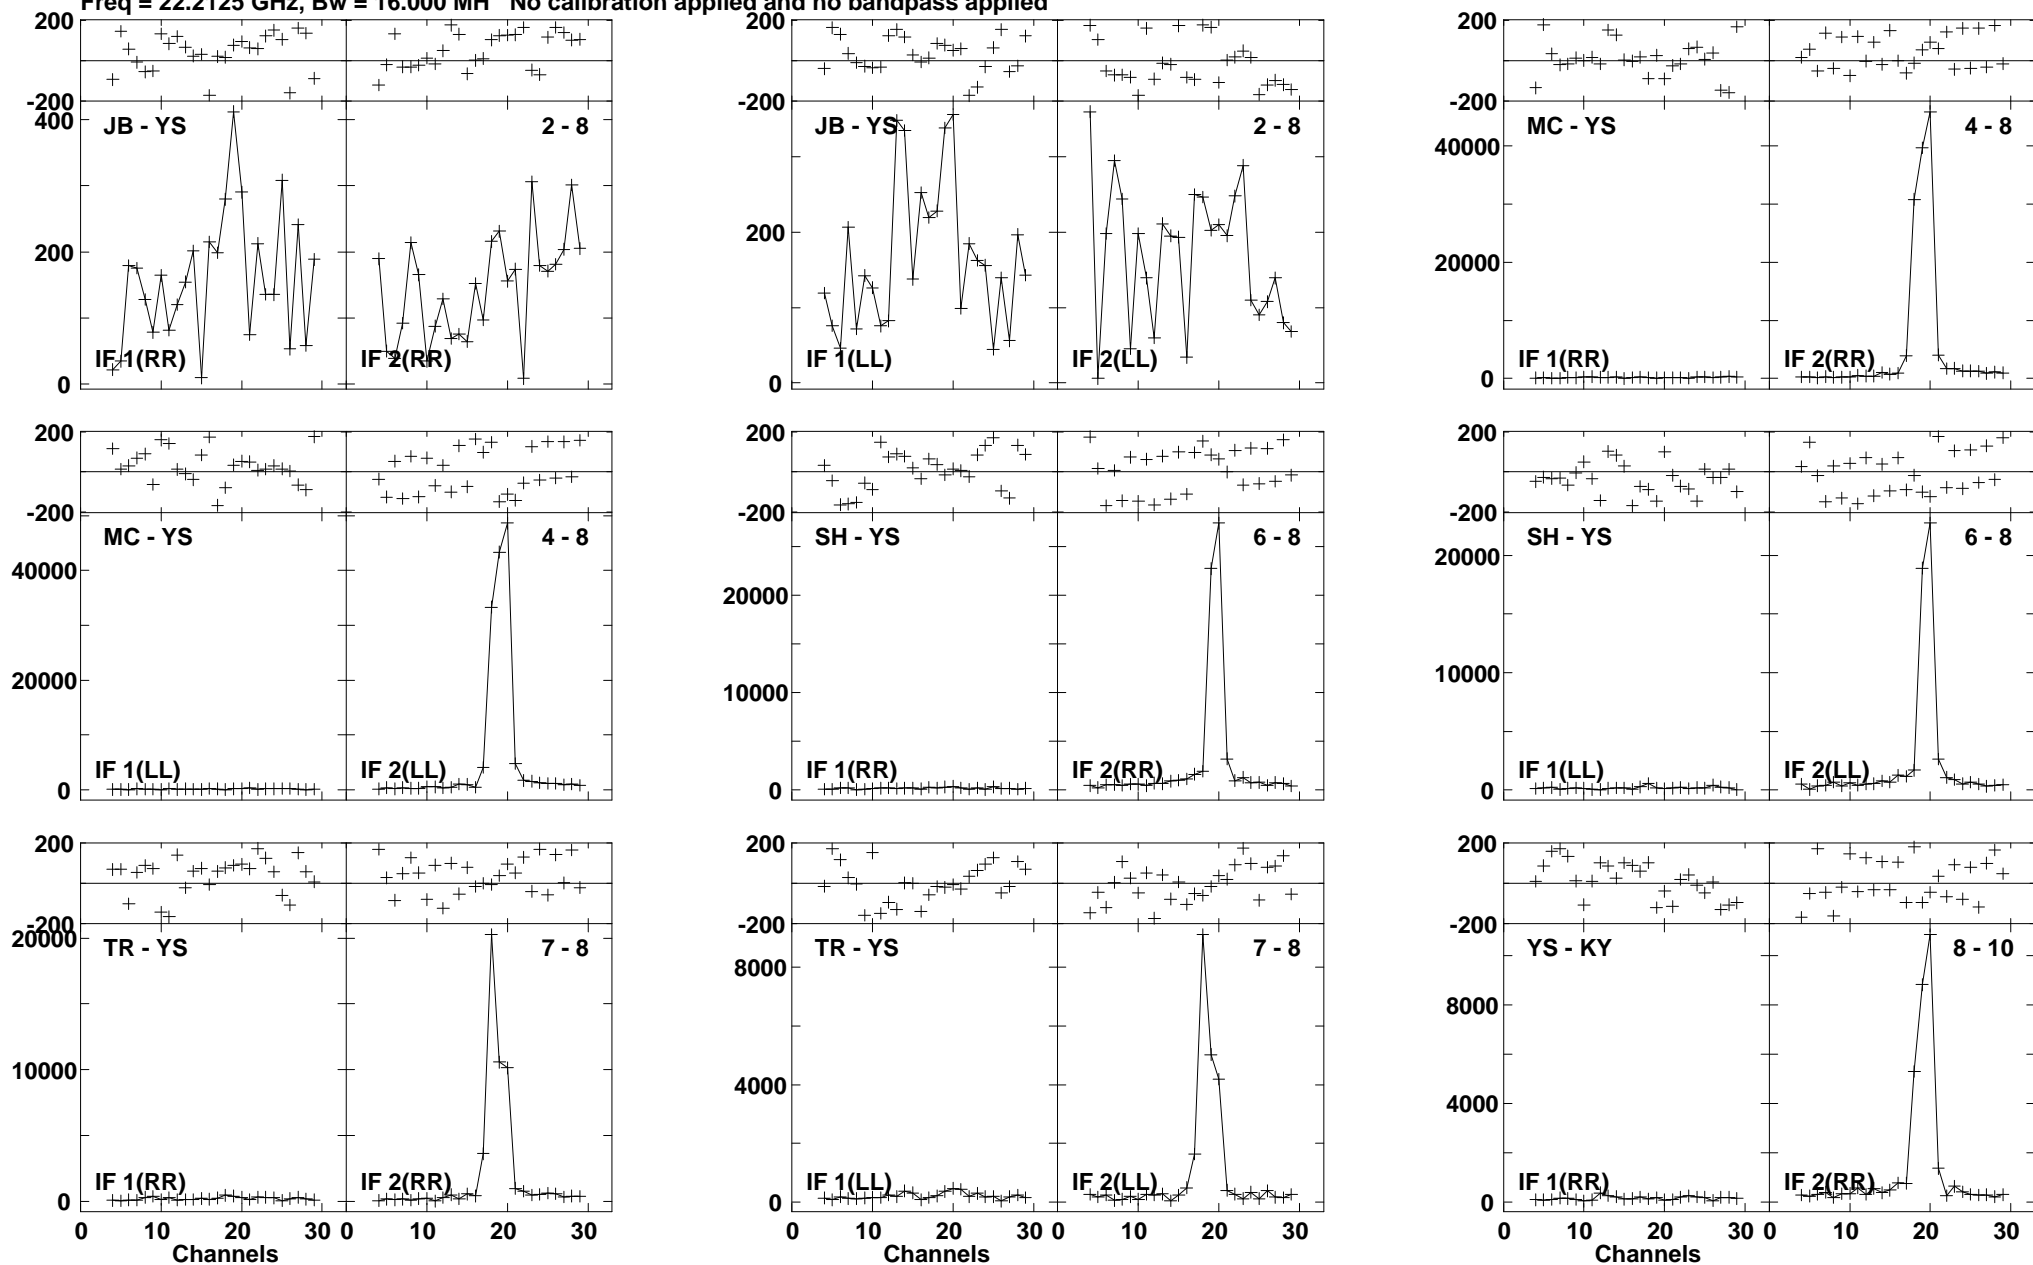 Freq = 22.2125 GHz, Bw = 16.000 MH No calibration applied and no bandpass applied
200
-200
400
200
0
JB - YS
2 - 8
IF 1(RR)
IF 2(RR)
-200
200
0
JB - YS
2 - 8
IF 1(LL)
IF 2(LL)
200
-200
40000
20000
0
MC - YS
4 - 8
IF 1(RR)
IF 2(RR)
200
-200
40000
20000
0
MC - YS
4 - 8
IF 1(LL)
IF 2(LL)
200
-200
20000
10000
0
SH - YS
6 - 8
IF 1(RR)
IF 2(RR)
200
-200
20000
10000
0
SH - YS
6 - 8
IF 1(LL)
IF 2(LL)
200
-200
20000
10000
0
TR - YS
7 - 8
IF 1(RR)
IF 2(RR)
0 10 20 30 0 10 20 30
Channels
200
-200
8000
4000
0
TR - YS
7 - 8
IF 1(LL)
IF 2(LL)
0 10 20 30 0 10 20 30
200
-200
8000
4000
0
YS - KY
8 - 10
IF 1(RR)
IF 2(RR)
0 10 20 30 0 10 20 30
Channels